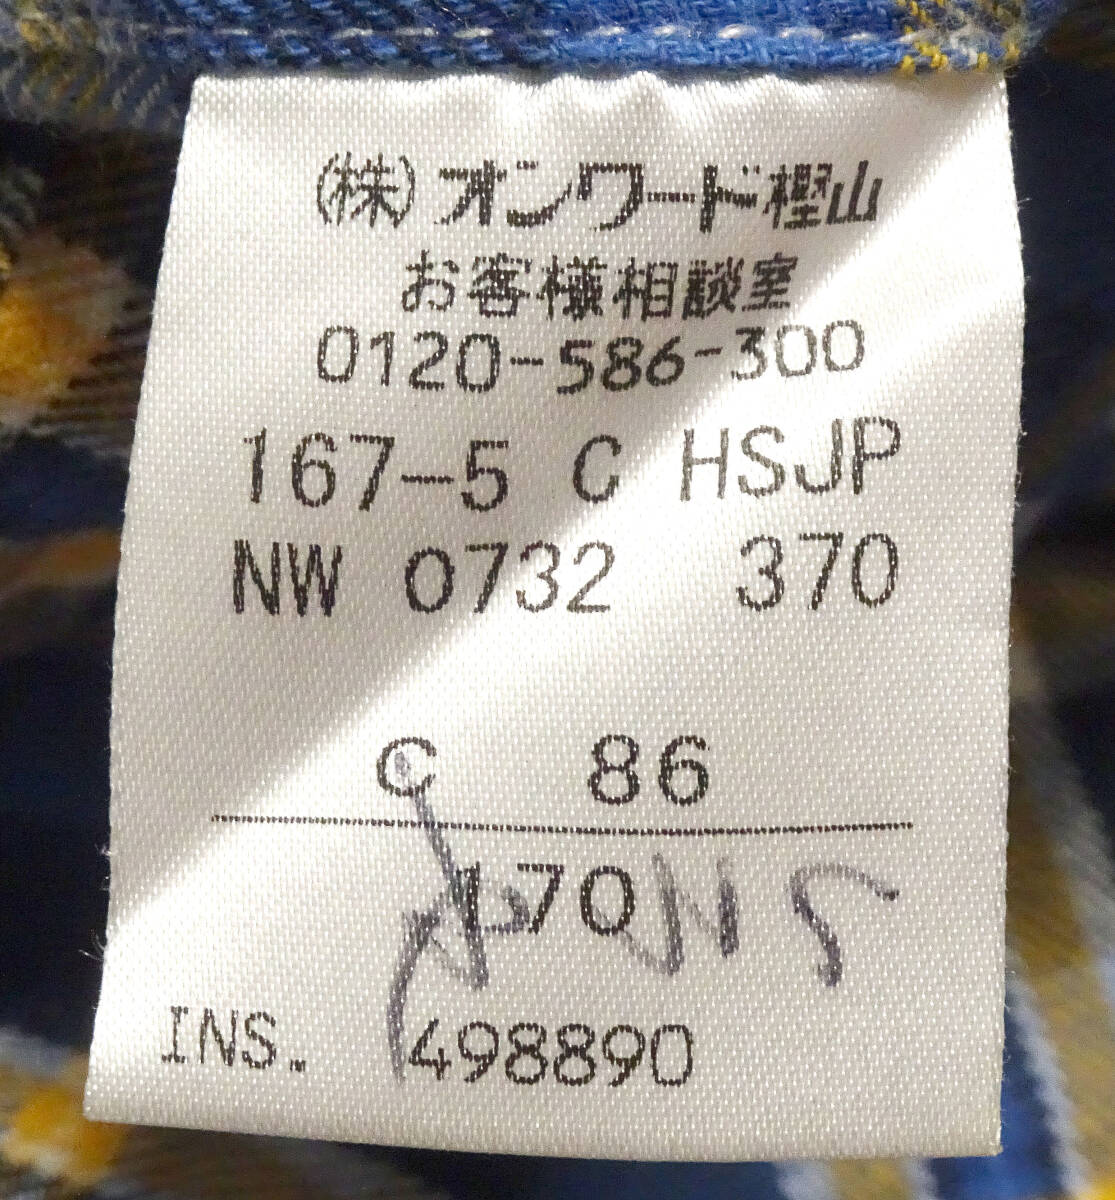 (株)オンワード樫山
お客様相談室
0120-586-300
167-5 C HSJP
NW 0732 370
C 86
170
INS. 498890